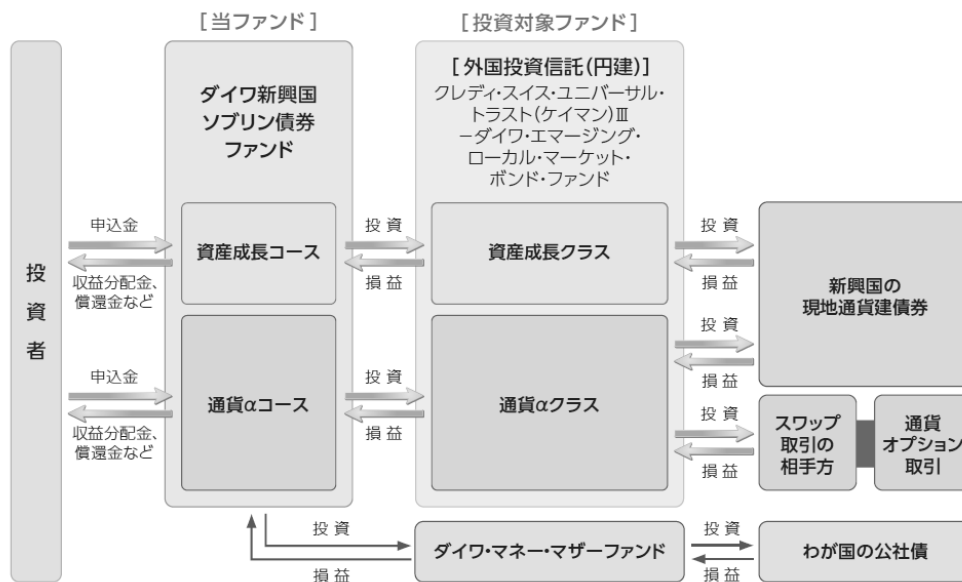 [当ファンド]
[投資対象ファンド]
投資者
ダイワ新興国
ソブリン債券
ファンド
[外国投資信託(円建)]
クレディ・スイス・ユニバーサル・
トラスト(ケイマン)Ⅲ
－ダイワ・エマージング・
ローカル・マーケット・
ボンド・ファンド
申込金
収益分配金、
償還金など
資産成長コース
投資
損益
資産成長クラス
投資
損益
新興国の
現地通貨建債券
申込金
収益分配金、
償還金など
通貨αコース
投資
損益
通貨αクラス
投資
損益
投資
損益
スワップ
取引の
相手方
通貨
オプション
取引
投資
損益
ダイワ・マネー・マザーファンド
投資
損益
わが国の公社債